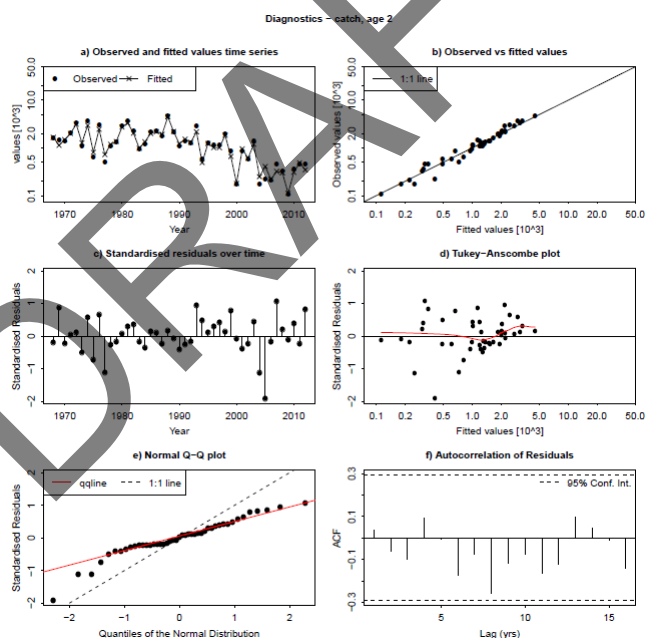 Diagnostics − catch, age 2
a) Observed and fitted values time series
values [10^3]
50.0
10.0
2.0
0.5
0.1
Observed
Fitted
1970
1980
1990
2000
2010
Year
b) Observed vs fitted values
Observed values [10^3]
50.0
10.0
2.0
0.5
0.1
1:1 line
0.1
0.2
0.5
1.0
2.0
5.0
10.0
20.0
50.0
Fitted values [10^3]
c) Standardised residuals over time
Standardised Residuals
2
1
0
−1
−2
1970
1980
1990
2000
2010
Year
d) Tukey−Anscombe plot
Standardised Residuals
2
1
0
−1
−2
0.1
0.2
0.5
1.0
2.0
5.0
10.0
20.0
50.0
Fitted values [10^3]
e) Normal Q−Q plot
Standardised Residuals
2
1
0
−1
−2
qqline
1:1 line
−2
−1
0
1
2
Quantiles of the Normal Distribution
f) Autocorrelation of Residuals
ACF
0.3
0.1
−0.1
−0.3
95% Conf. Int.
5
10
15
Lag (yrs)
DRAF